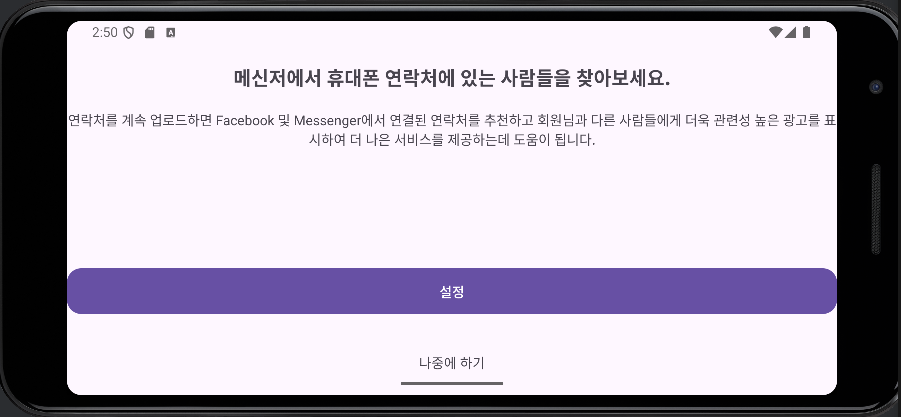 2:50
메신저에서 휴대폰 연락처에 있는 사람들을 찾아보세요.
연락처를 계속 업로드하면 Facebook 및 Messenger에서 연결된 연락처를 추천하고 회원님과 다른 사람들에게 더욱 관련성 높은 광고를 표
시하여 더 나은 서비스를 제공하는데 도움이 됩니다.
설정
나중에 하기